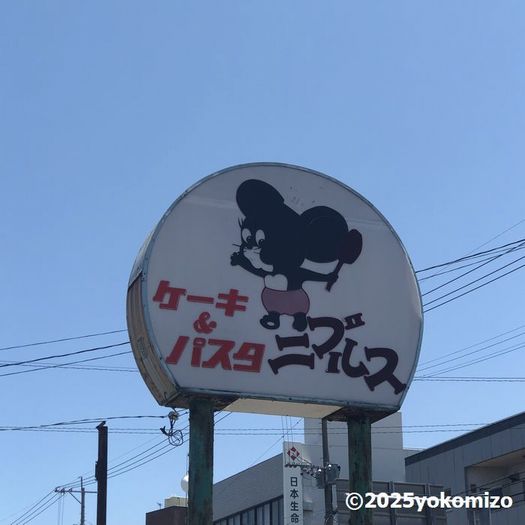 ケーキ
&
パスタ
ニブルス
日本生命
©2025yokomizo